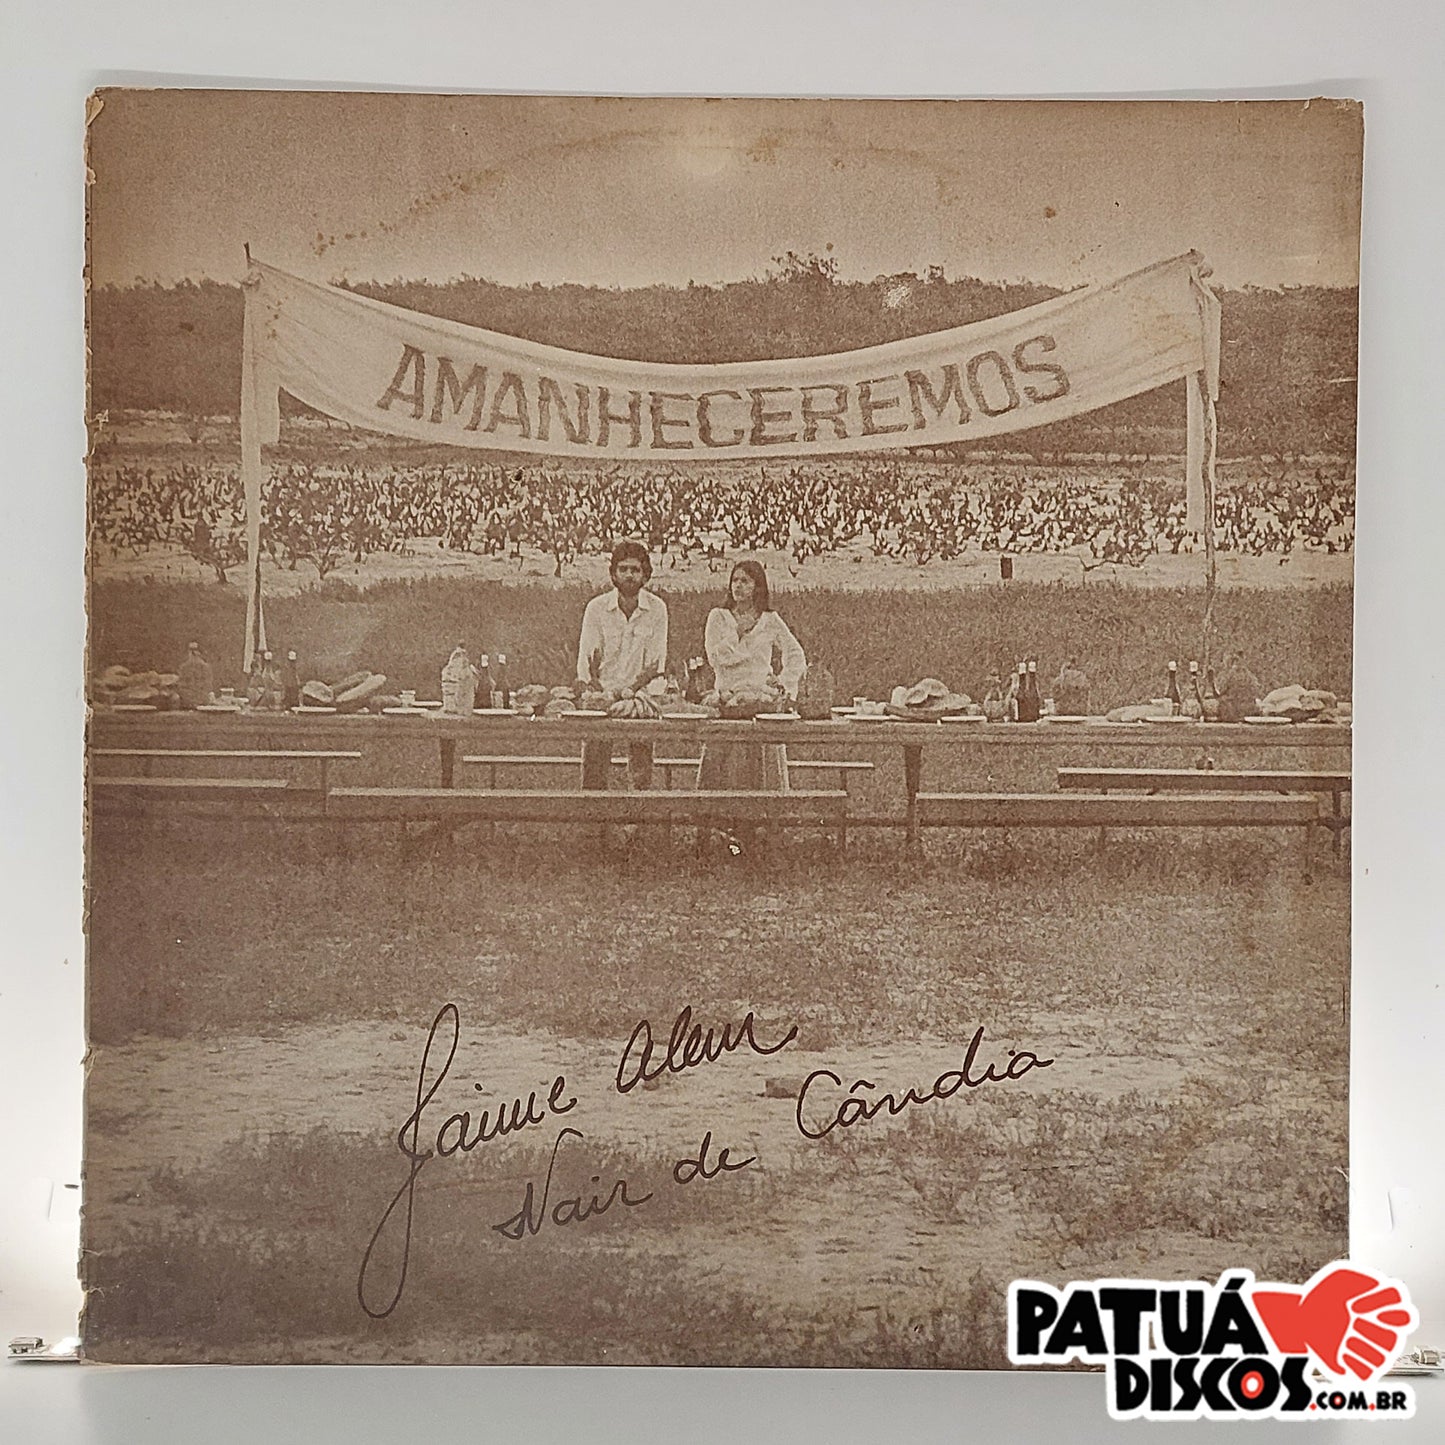 AMANHECEREMOS
Jaime Alem
Nair de Cândia
PATUÁ
DISCOS.COM.BR